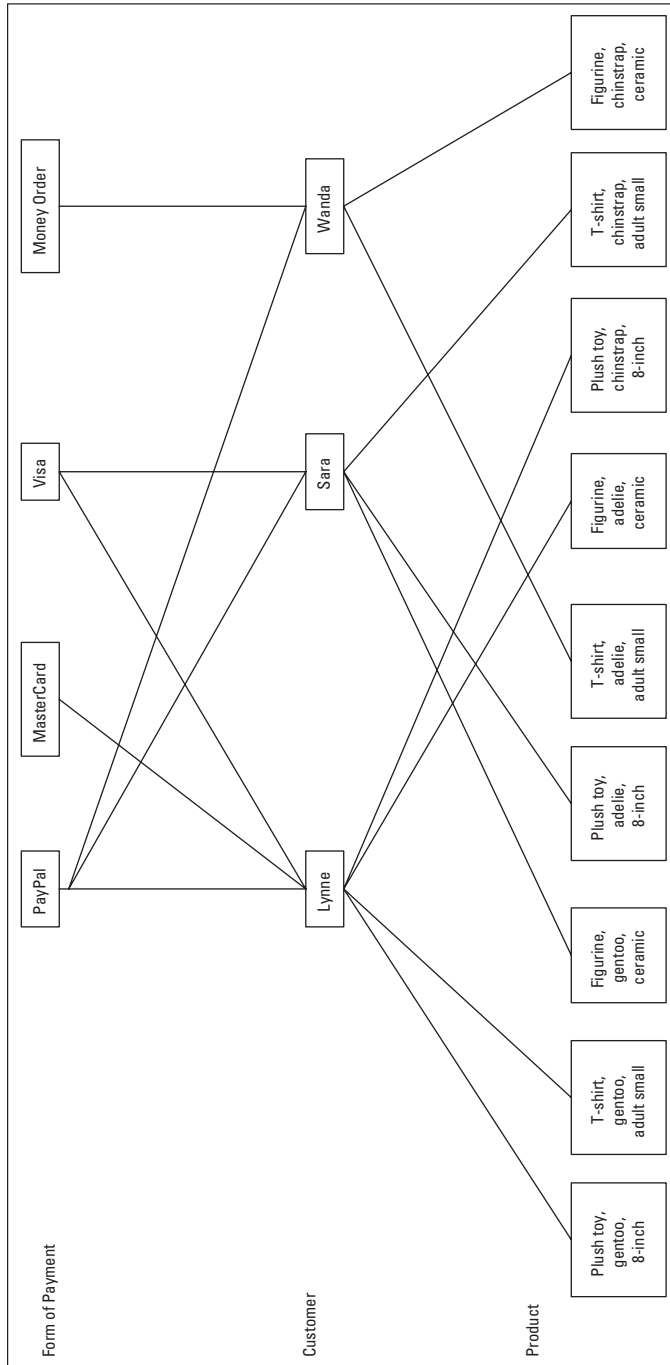 Form of Payment
PayPal
MasterCard
Visa
Money Order
Customer
Lynne
Sara
Wanda
Product
Plush toy,
gentoo,
8-inch
T-shirt,
gentoo,
adult small
Figurine,
gentoo,
ceramic
Plush toy,
adelie,
8-inch
T-shirt,
adelie,
adult small
Figurine,
adelie,
ceramic
Plush toy,
chinstrap,
8-inch
T-shirt,
chinstrap,
adult small
Figurine,
chinstrap,
ceramic